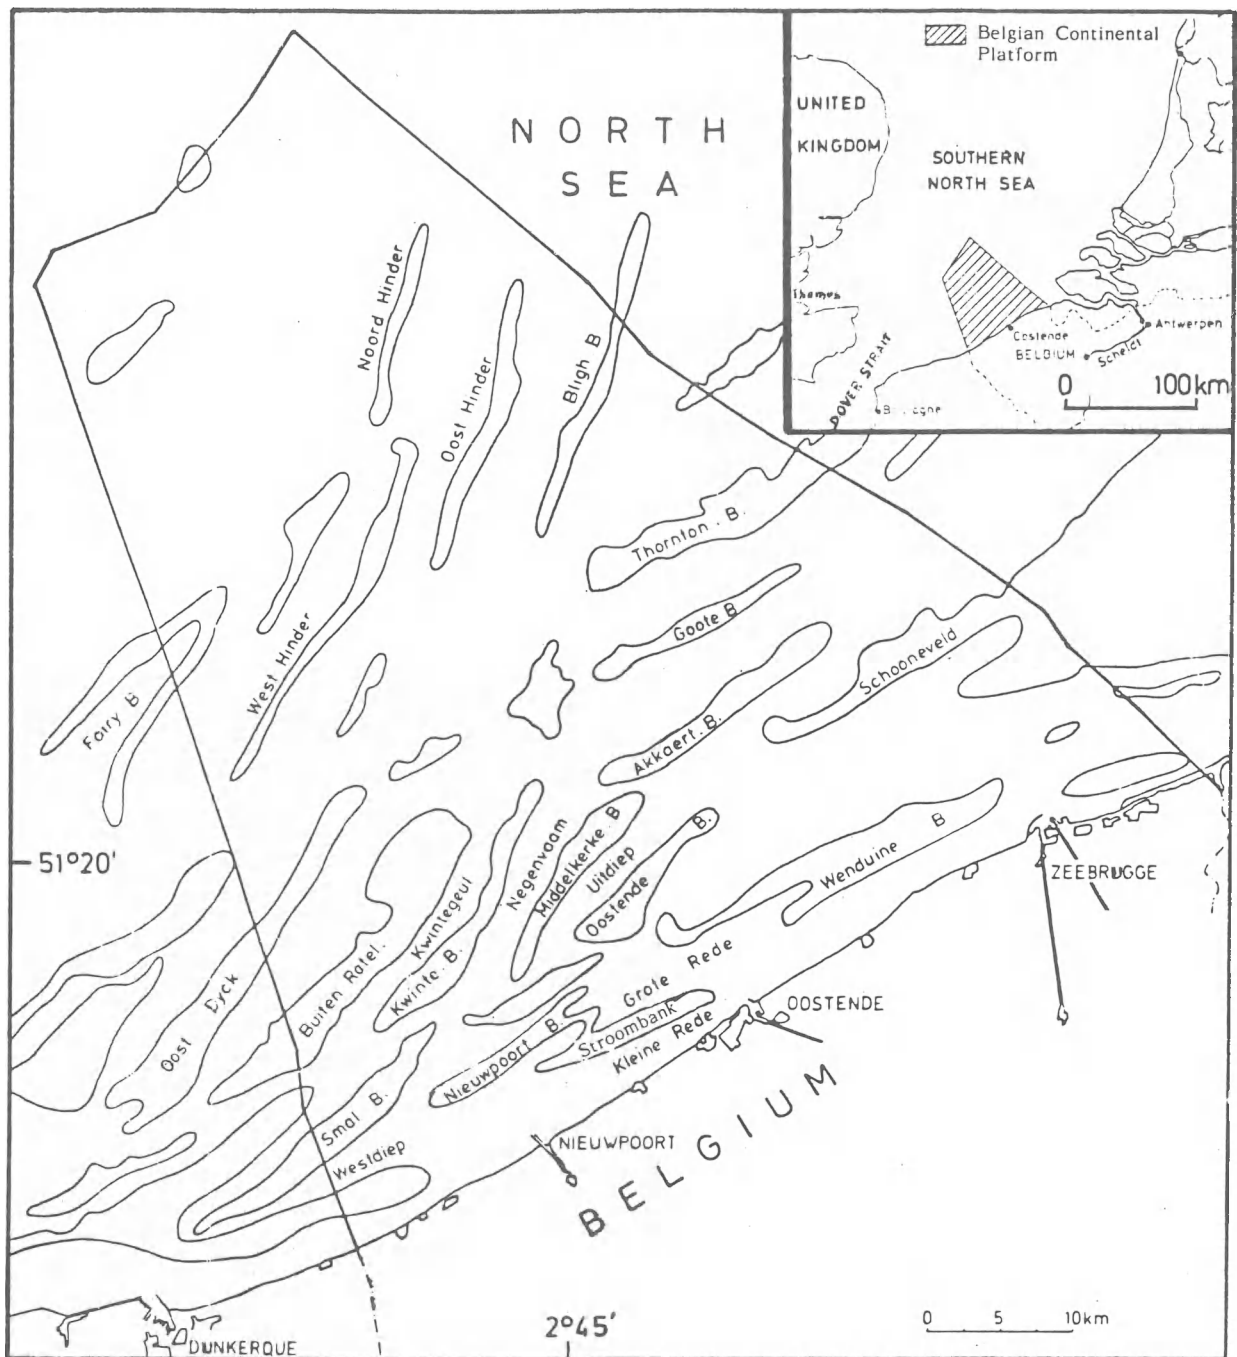 NORTH
SEA
Belgian Continental
Platform
UNITED
KINGDOM
SOUTHERN
NORTH SEA
Thames
DOVER STRAIT
Oostende
BELGIUM
Antwerpen
Scheldt
0 100km
Noord Hinder
Oost Hinder
Bligh B
Thornton. B.
Goote B
West Hinder
Fairy B
Schooneveld
Akkaert. B.
51°20'
Negenvaam
Middelkerke B
Uitdiep
Oostende B.
Wenduine B
ZEEBRUGGE
Oost Dyck
Buiten Ratel.
Kwintegeul
Kwinte. B.
Grote Rede
Stroombank
Kleine Rede
OOSTENDE
Nieuwpoort B.
Smal B.
Westdiep
NIEUWPOORT
BELGIUM
DUNKERQUE
2°45'
0 5 10km